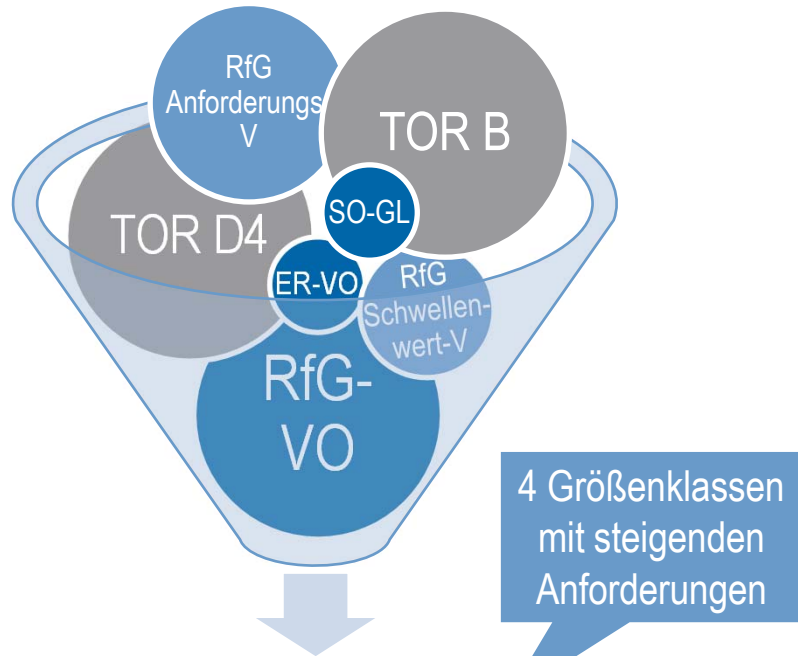 RfG
Anforderungs
V
TOR B
SO-GL
TOR D4
ER-VO
RfG
Schwellen-
wert-V
RfG-
VO
4 Größenklassen
mit steigenden
Anforderungen